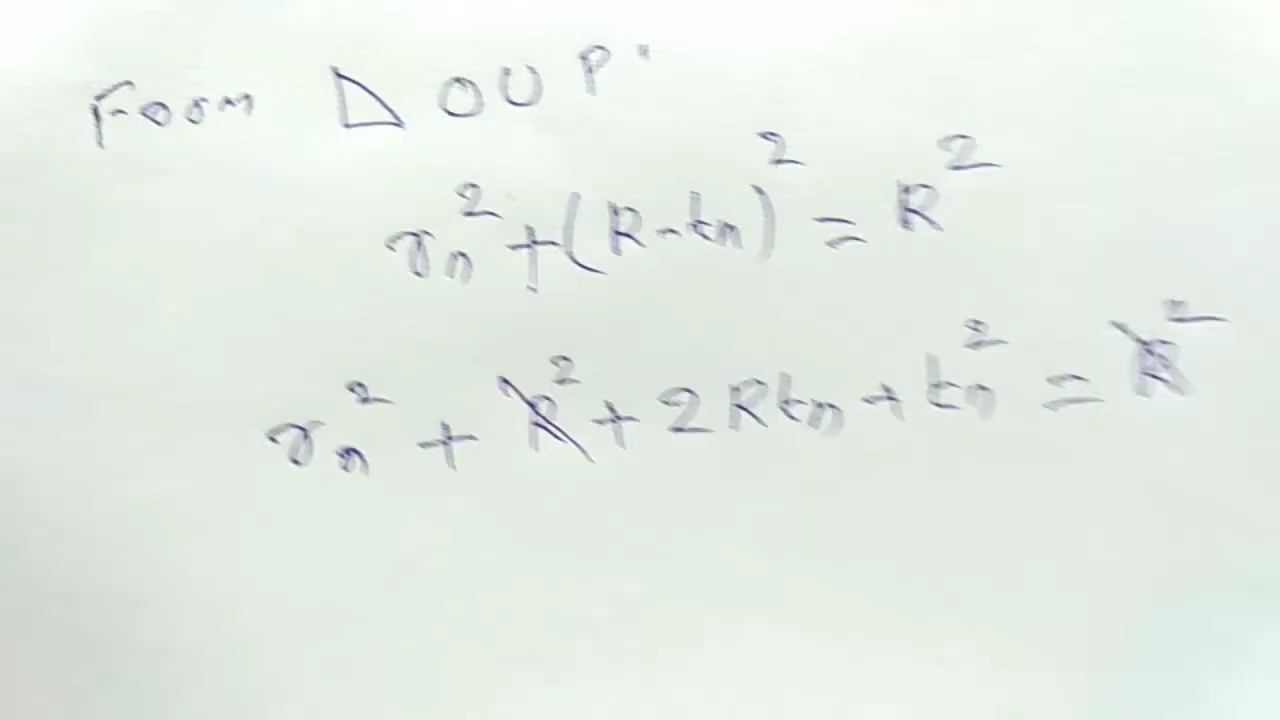 From △ OUP
rn² + (R - tn)² = R²
rn² + R² + 2Rtn + tn² = R²